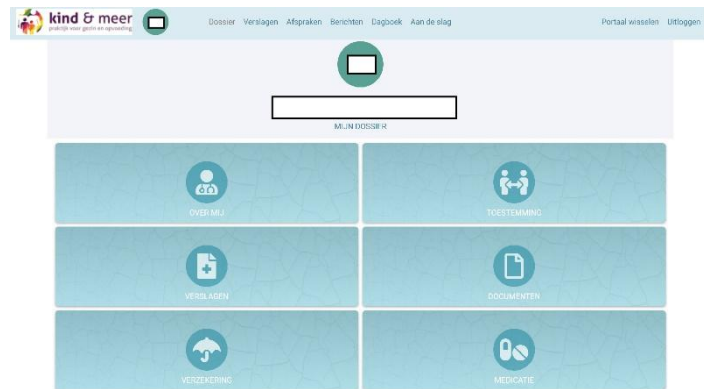 kind & meer
praktijk voor gezin en opvoeding
Dossier Verslagen Afspraken Berichten Dagboek Aan de slag
Portaal wisselen Uitloggen
MIJN DOSSIER
OVER MIJ
TOESTEMMING
VERSLAGEN
DOCUMENTEN
VERZEKERING
MEDICATIE